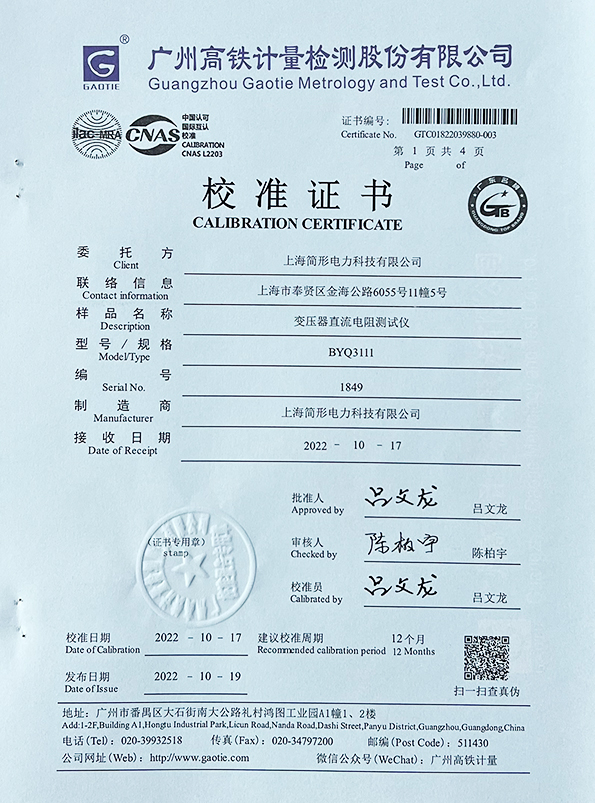 G ®
GAOTIE
广州高铁计量检测股份有限公司
Guangzhou Gaotie Metrology and Test Co.,Ltd.
ilac-MRA
CNAS
中国认可
国际互认
校准
CALIBRATION
CNAS L2203
证书编号:
Certificate No. GTC01822039880-003
第 1 页 共 4 页
Page of
校准证书
CALIBRATION CERTIFICATE
广东名牌
GTB
委托方
Client 上海简形电力科技有限公司
联络信息
Contact information 上海市奉贤区金海公路6055号11幢5号
样品名称
Description 变压器直流电阻测试仪
型号/规格
Model/Type BYQ3111
编号
Serial No. 1849
制造商
Manufacturer 上海简形电力科技有限公司
接收日期
Date of Receipt 2022 - 10 - 17
批准人 吕文龙
Approved by 吕文龙
审核人 陈柏宇
Checked by 陈柏宇
校准员 吕文龙
Calibrated by 吕文龙
(证书专用章)
stamp
校准日期 2022 - 10 - 17 建议校准周期 12个月
Date of Calibration Recommended calibration period 12 Months
发布日期 2022 - 10 - 19
Date of Issue
扫一扫查真伪
地址: 广州市番禺区大石街南大公路礼村鸿图工业园A1幢1、2楼
Add:1-2F,Building A1,Hongtu Industrial Park,Licun Road,Nanda Road,Dashi Street,Panyu District,Guangzhou,Guangdong,China
电话(Tel): 020-39932518 传真(Fax): 020-34797200 邮编(Post Code): 511430
公司网址(Web): http://www.gaotie.com 微信公众号(WeChat): 广州高铁计量